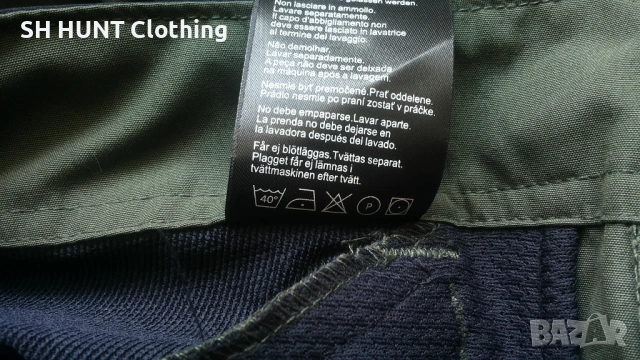 SH HUNT Clothing
Non lasciare in ammollo.
Lavare separatamente.
Il capo d'abbigliamento non
deve essere lasciato in lavatrice
al termine del lavaggio.
Não demolhar.
Lavar separadamente.
A peça não deve ser deixada
na máquina após a lavagem.
Nesmie byť premočené.Prať oddelene.
Prádlo nesmie po praní zostať v práčke.
No debe empaparse.Lavar aparte.
La prenda no debe dejarse en
la lavadora después del lavado.
Får ej blötläggas.Tvättas separat.
Plagget får ej lämnas i
tvättmaskinen efter tvätt.
40°
P
BAZAR